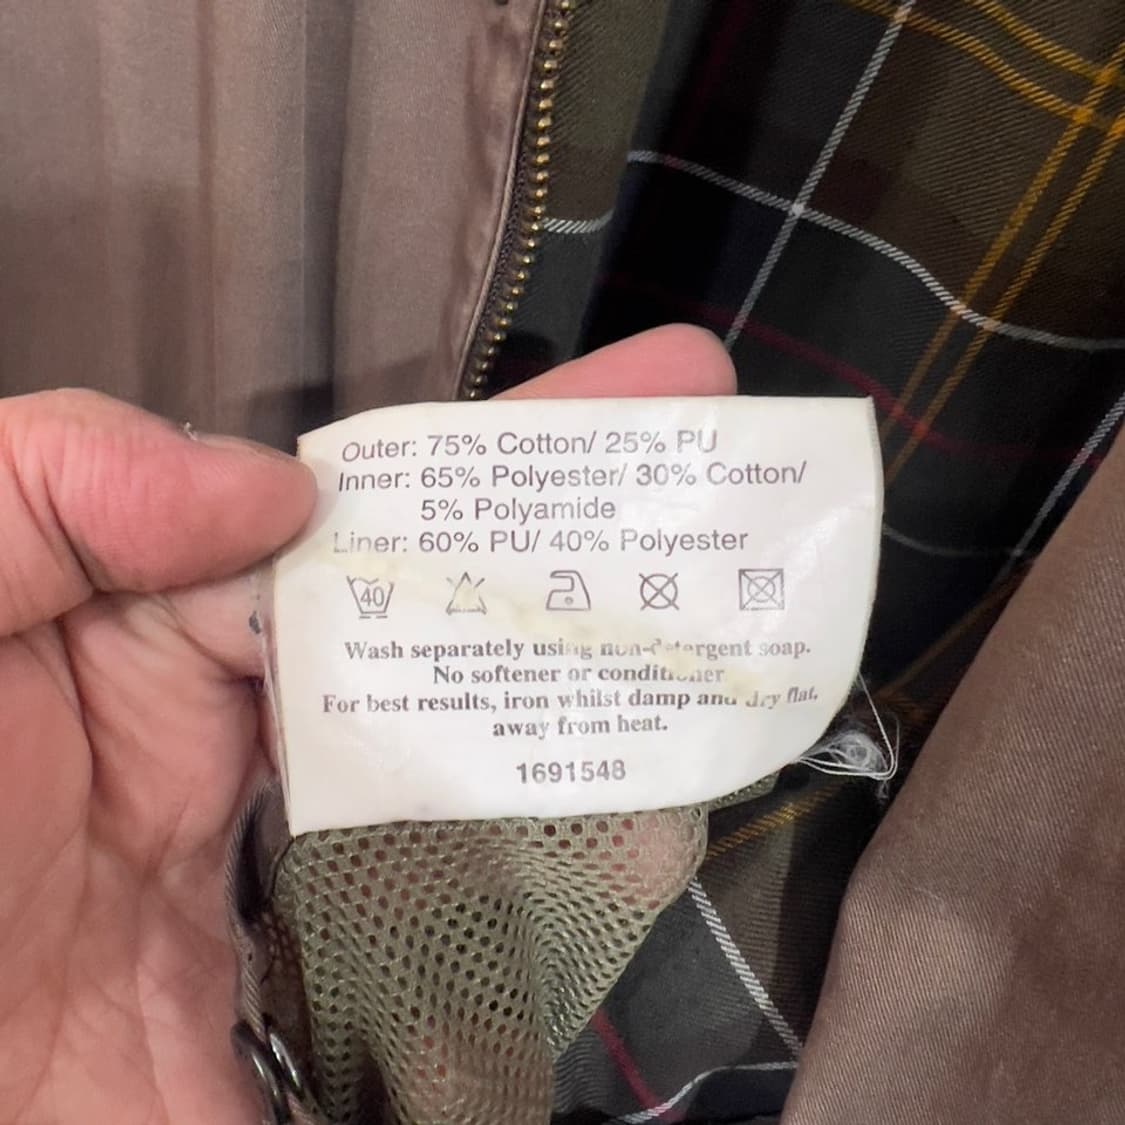 Outer: 75% Cotton/ 25% PU
Inner: 65% Polyester/ 30% Cotton/
5% Polyamide
Liner: 60% PU/ 40% Polyester
40
Wash separately using non-detergent soap.
No softener or conditioner
For best results, iron whilst damp and dry flat,
away from heat.
1691548